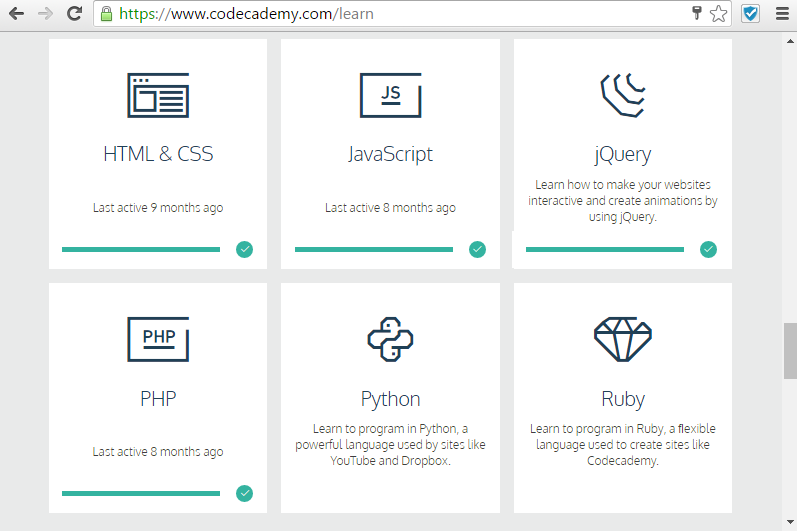 https://www.codecademy.com/learn
HTML & CSS
Last active 9 months ago
JS
JavaScript
Last active 8 months ago
jQuery
Learn how to make your websites
interactive and create animations by
using jQuery.
PHP
PHP
Last active 8 months ago
Python
Learn to program in Python, a
powerful language used by sites like
YouTube and Dropbox.
Ruby
Learn to program in Ruby, a flexible
language used to create sites like
Codecademy.